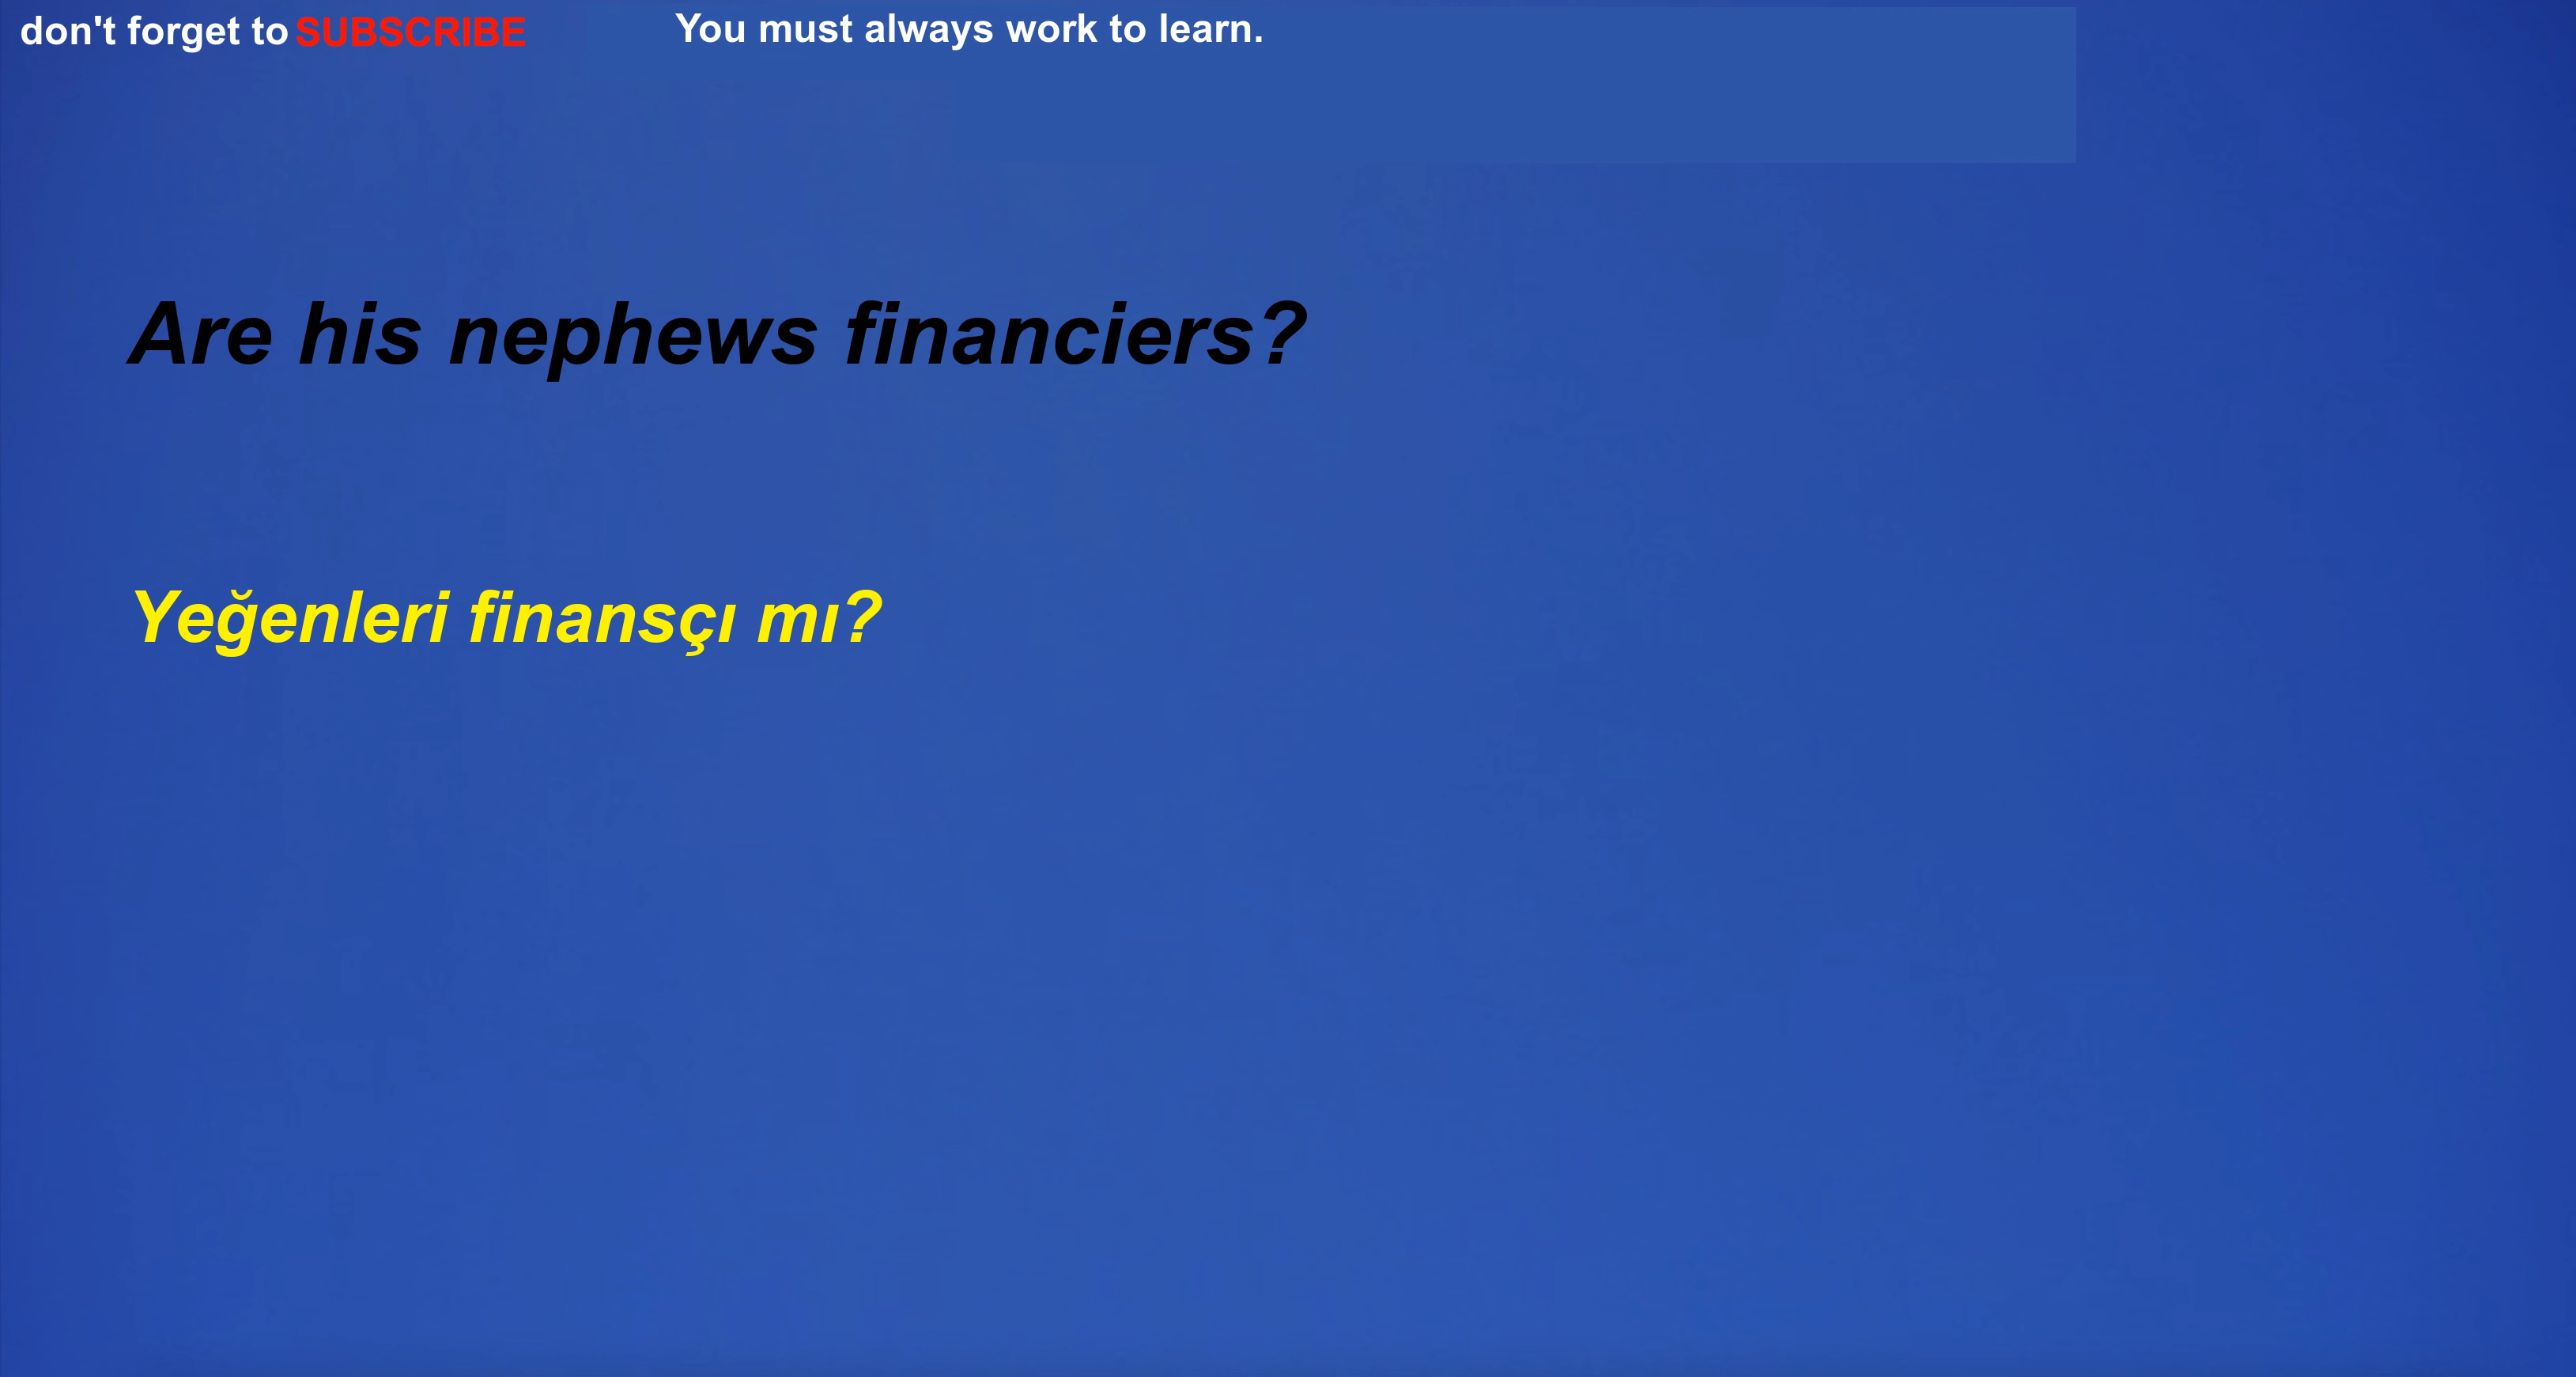 don't forget to SUBSCRIBE
You must always work to learn.
Are his nephews financiers?
Yeğenleri finansçı mı?